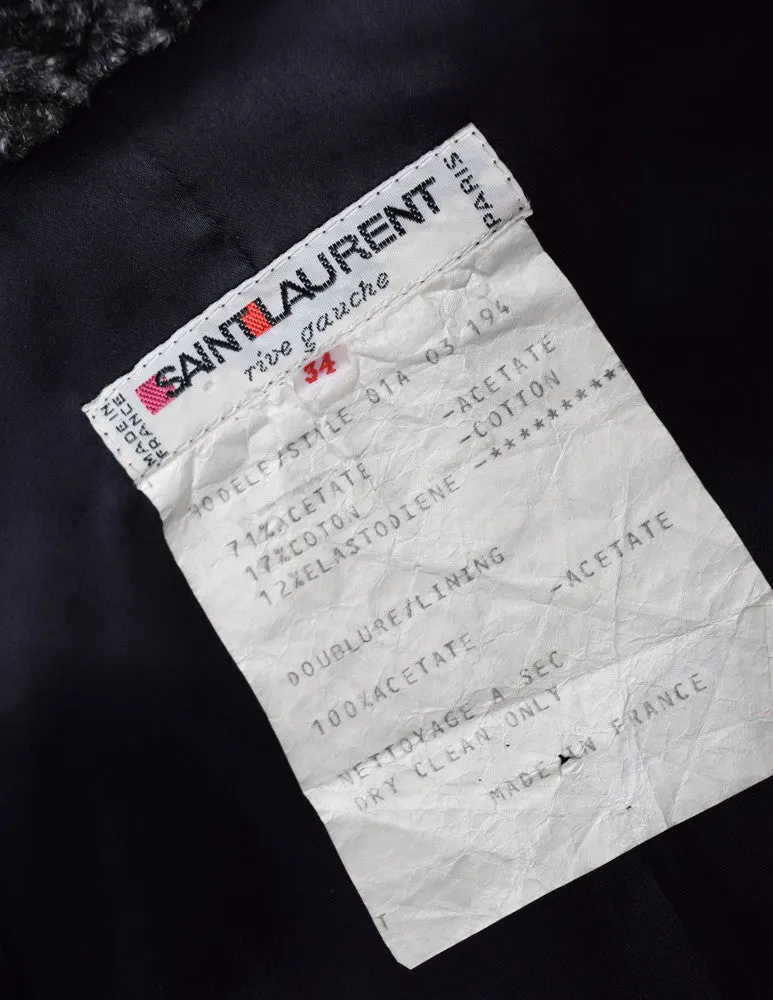 SAINT LAURENT
rive gauche
PARIS
MADE IN
FRANCE
34
MODELE/STYLE 01A 03 194
71%ACETATE -ACETATE
17%COTON -COTTON
12%ELASTODIENE -**********
DOUBLURE/LINING
100%ACETATE -ACETATE
NETTOYAGE A SEC
DRY CLEAN ONLY
MADE IN FRANCE
T